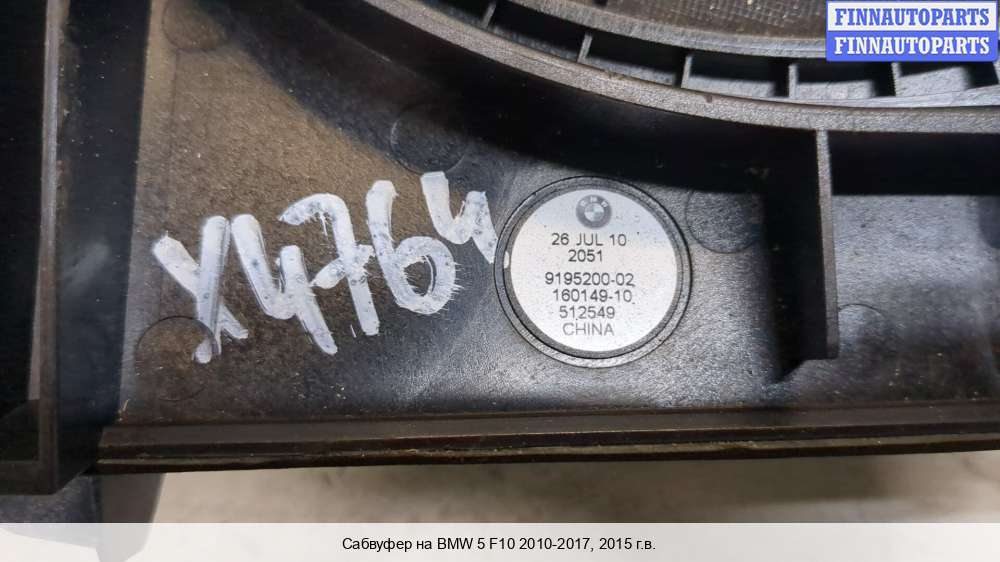 FINNAUTOPARTS
FINNAUTOPARTS
X4764
BMW
26 JUL 10
2051
9195200-02
160149-10
512549
CHINA
Сабвуфер на BMW 5 F10 2010-2017, 2015 г.в.